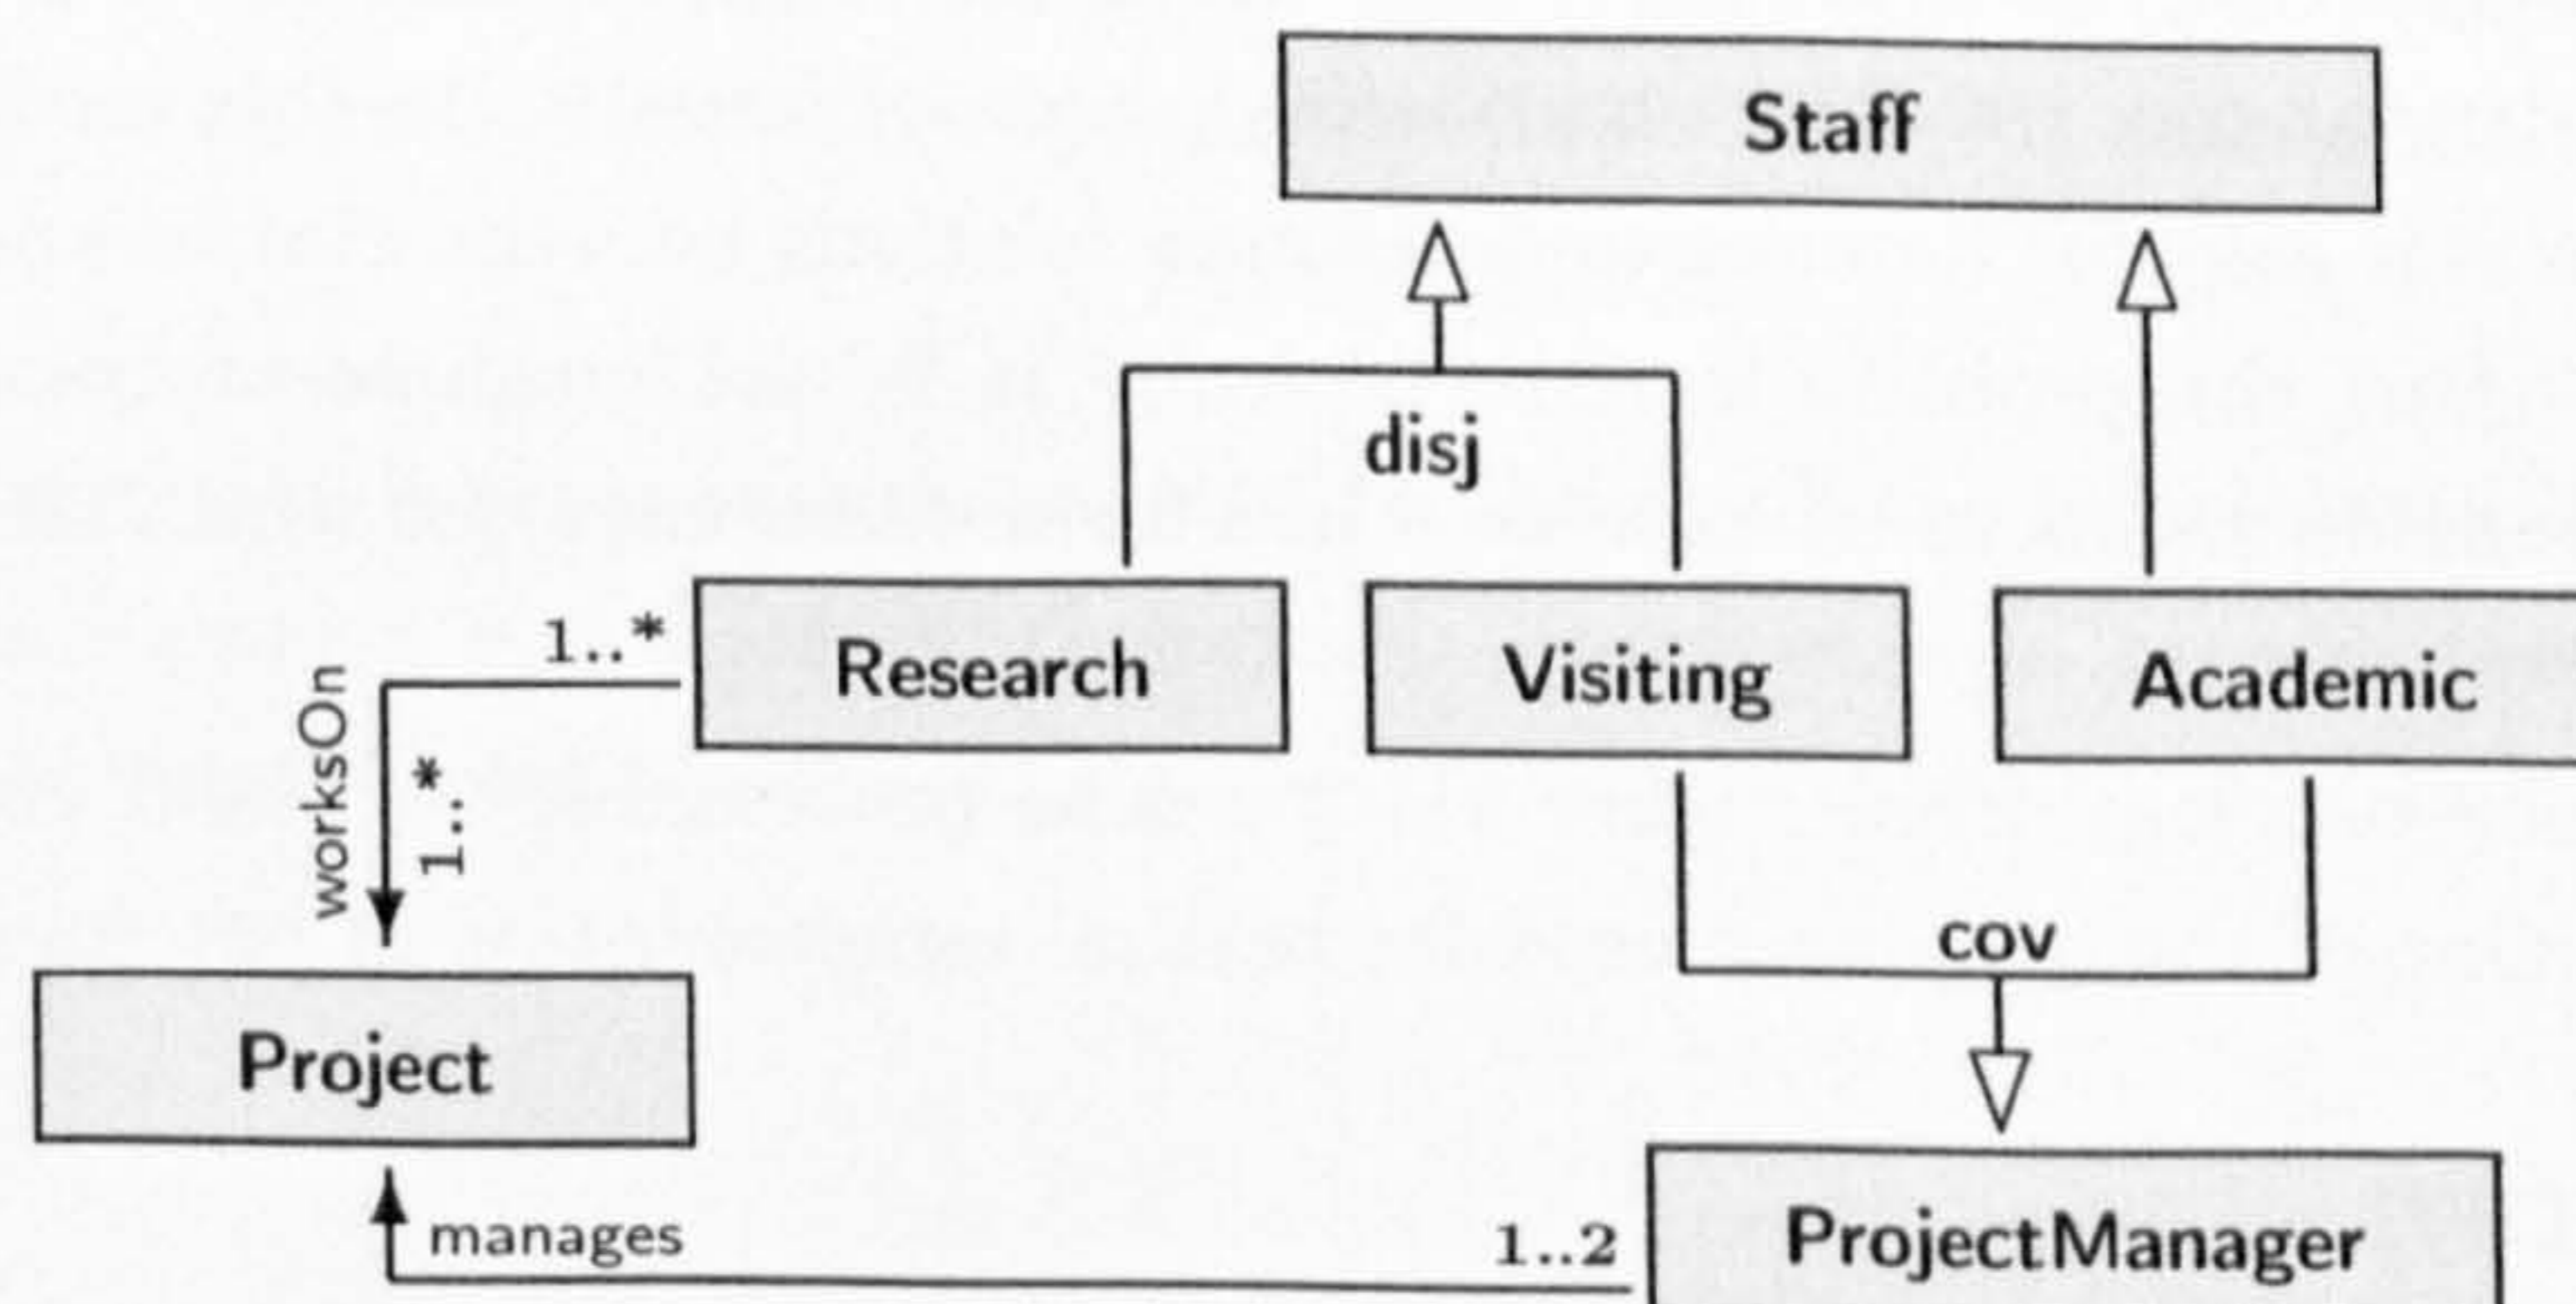 Staff
disj
1..*
Research
Visiting
Academic
worksOn
1..*
cov
Project
manages
1..2
ProjectManager